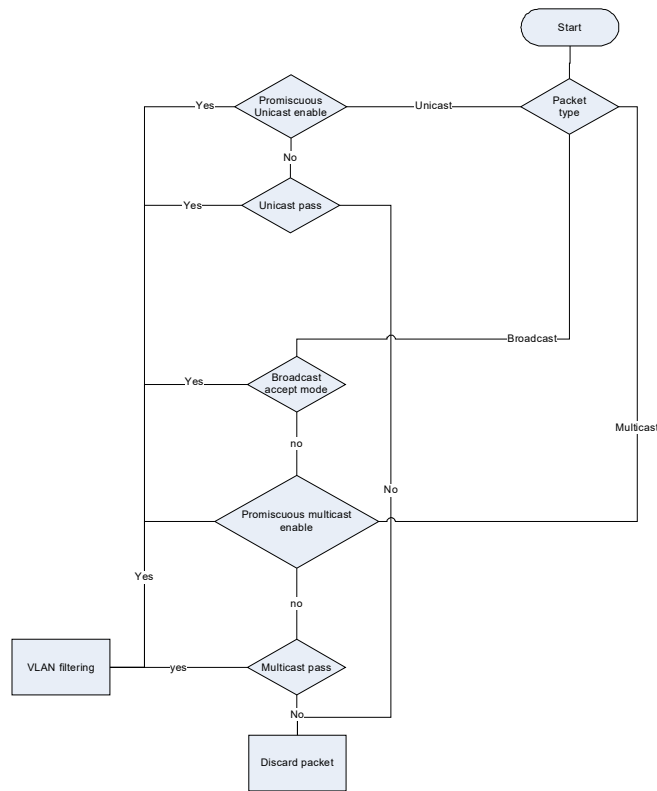 Start
Packet
type
Unicast
Promiscuous
Unicast enable
Yes
No
Unicast pass
Yes
Broadcast
Broadcast
accept mode
Yes
no
Multicast
No
Promiscuous multicast
enable
Yes
no
VLAN filtering
yes
Multicast pass
No
Discard packet